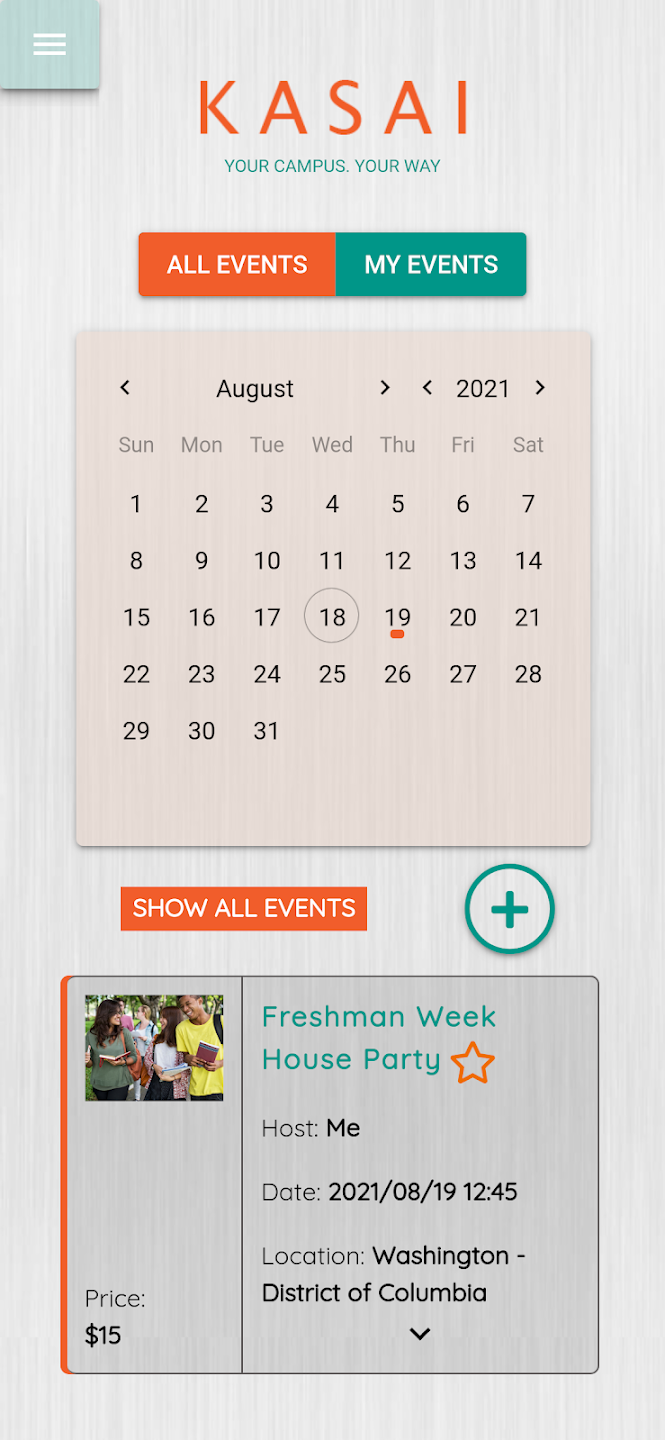 KASAI
YOUR CAMPUS. YOUR WAY
ALL EVENTS MY EVENTS
August 2021
Sun Mon Tue Wed Thu Fri Sat
1 2 3 4 5 6 7
8 9 10 11 12 13 14
15 16 17 18 19 20 21
22 23 24 25 26 27 28
29 30 31
SHOW ALL EVENTS
Freshman Week
House Party
Host: Me
Date: 2021/08/19 12:45
Location: Washington -
District of Columbia
Price:
$15